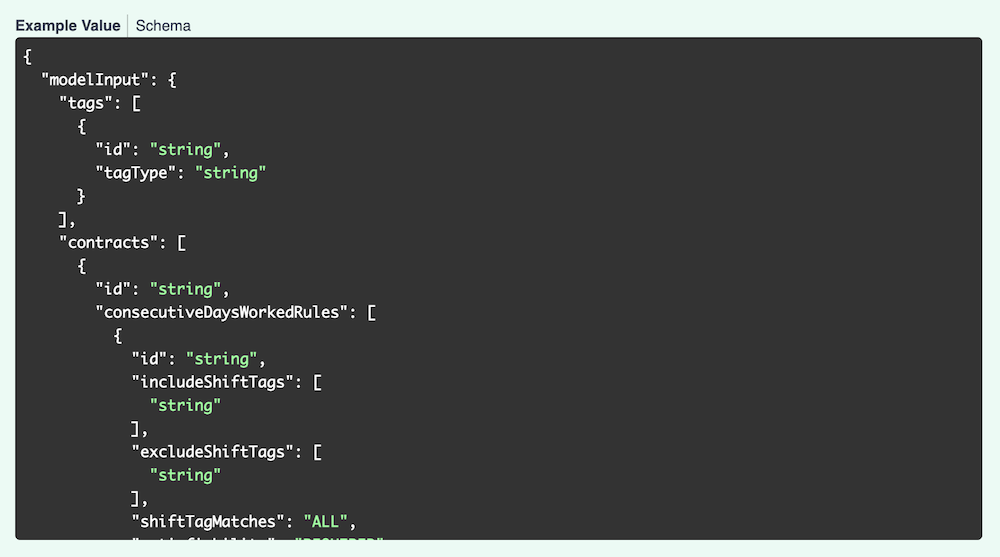 Example Value Schema
{
  "modelInput": {
    "tags": [
      {
        "id": "string",
        "tagType": "string"
      }
    ],
    "contracts": [
      {
        "id": "string",
        "consecutiveDaysWorkedRules": [
          {
            "id": "string",
            "includeShiftTags": [
              "string"
            ],
            "excludeShiftTags": [
              "string"
            ],
            "shiftTagMatches": "ALL",